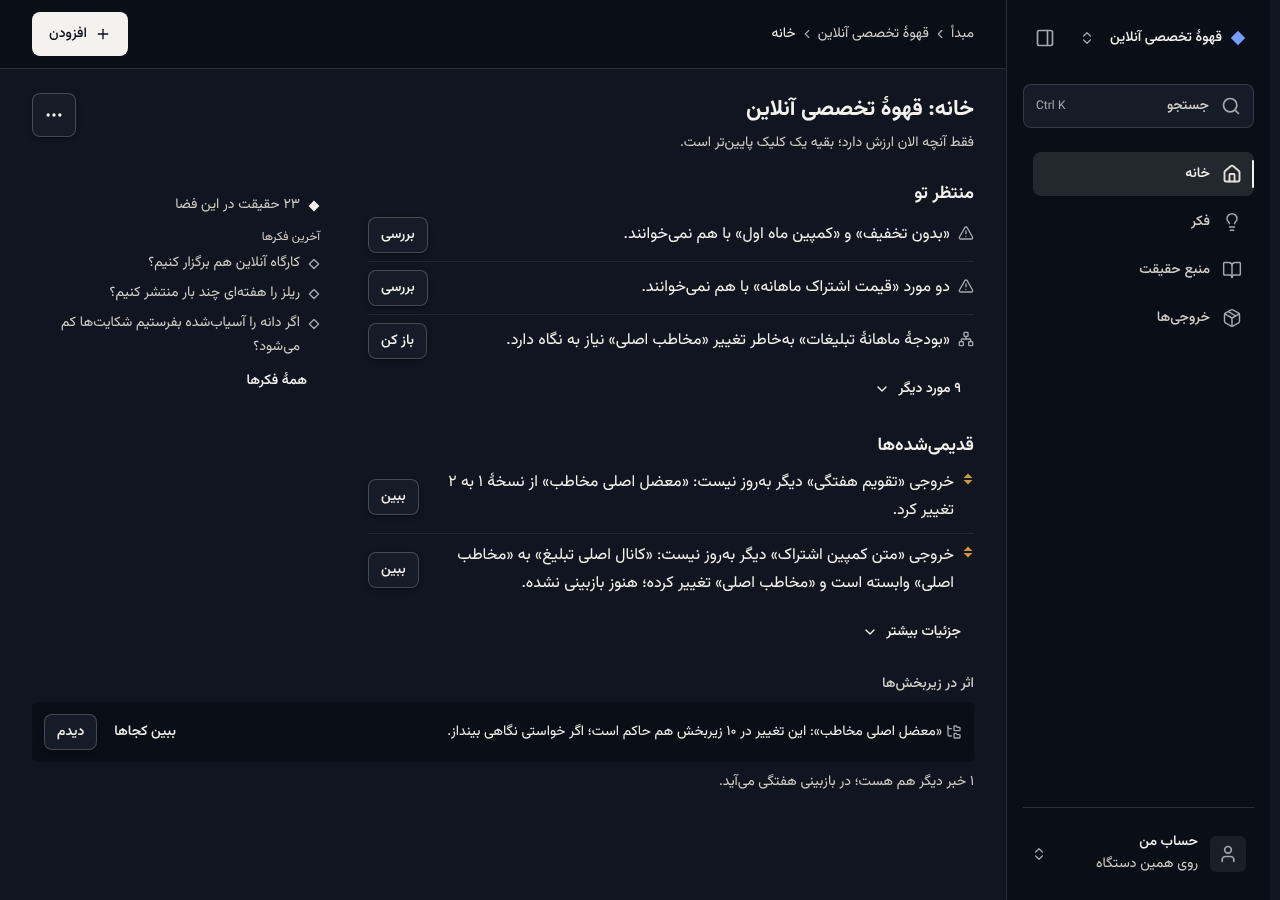 قهوهٔ تخصصی آنلاین
جستجو
Ctrl K
خانه
فکر
منبع حقیقت
خروجی‌ها
حساب من
روی همین دستگاه
مبدأ
قهوهٔ تخصصی آنلاین
خانه
افزودن
خانه: قهوهٔ تخصصی آنلاین
فقط آنچه الان ارزش دارد؛ بقیه یک کلیک پایین‌تر است.
منتظر تو
«بدون تخفیف» و «کمپین ماه اول» با هم نمی‌خوانند.
بررسی
دو مورد «قیمت اشتراک ماهانه» با هم نمی‌خوانند.
بررسی
«بودجهٔ ماهانهٔ تبلیغات» به‌خاطر تغییر «مخاطب اصلی» نیاز به نگاه دارد.
باز کن
۹ مورد دیگر
قدیمی‌شده‌ها
خروجی «تقویم هفتگی» دیگر به‌روز نیست: «معضل اصلی مخاطب» از نسخهٔ ۱ به ۲
تغییر کرد.
ببین
خروجی «متن کمپین اشتراک» دیگر به‌روز نیست: «کانال اصلی تبلیغ» به «مخاطب
اصلی» وابسته است و «مخاطب اصلی» تغییر کرده؛ هنوز بازبینی نشده.
ببین
جزئیات بیشتر
۲۳ حقیقت در این فضا
آخرین فکرها
کارگاه آنلاین هم برگزار کنیم؟
ریلز را هفته‌ای چند بار منتشر کنیم؟
اگر دانه را آسیاب‌شده بفرستیم شکایت‌ها کم
می‌شود؟
همهٔ فکرها
اثر در زیربخش‌ها
«معضل اصلی مخاطب»: این تغییر در ۱۰ زیربخش هم حاکم است؛ اگر خواستی نگاهی بینداز.
ببین کجاها
دیدم
۱ خبر دیگر هم هست؛ در بازبینی هفتگی می‌آید.